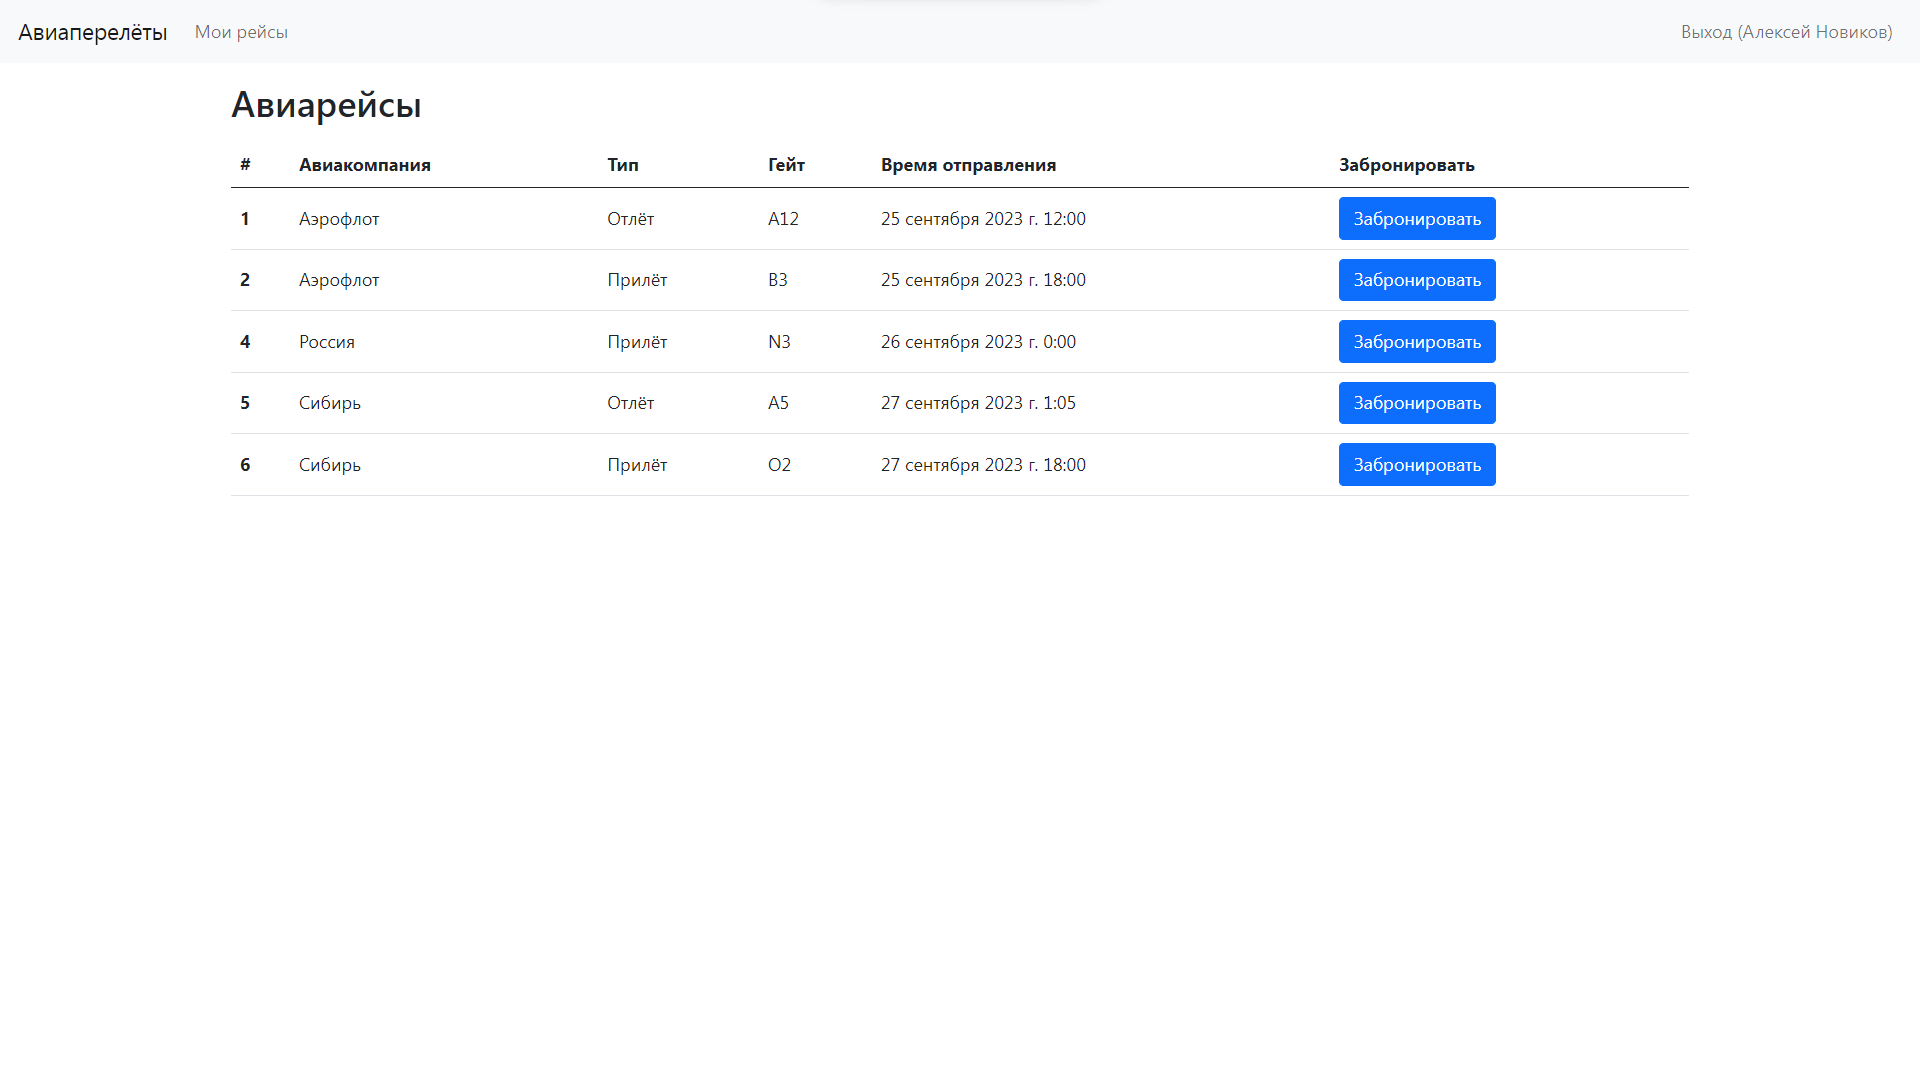 Авиаперелёты Мои рейсы Выход (Алексей Новиков)
Авиарейсы
# Авиакомпания Тип Гейт Время отправления Забронировать
1 Аэрофлот Отлёт A12 25 сентября 2023 г. 12:00 Забронировать
2 Аэрофлот Прилёт B3 25 сентября 2023 г. 18:00 Забронировать
4 Россия Прилёт N3 26 сентября 2023 г. 0:00 Забронировать
5 Сибирь Отлёт A5 27 сентября 2023 г. 1:05 Забронировать
6 Сибирь Прилёт O2 27 сентября 2023 г. 18:00 Забронировать